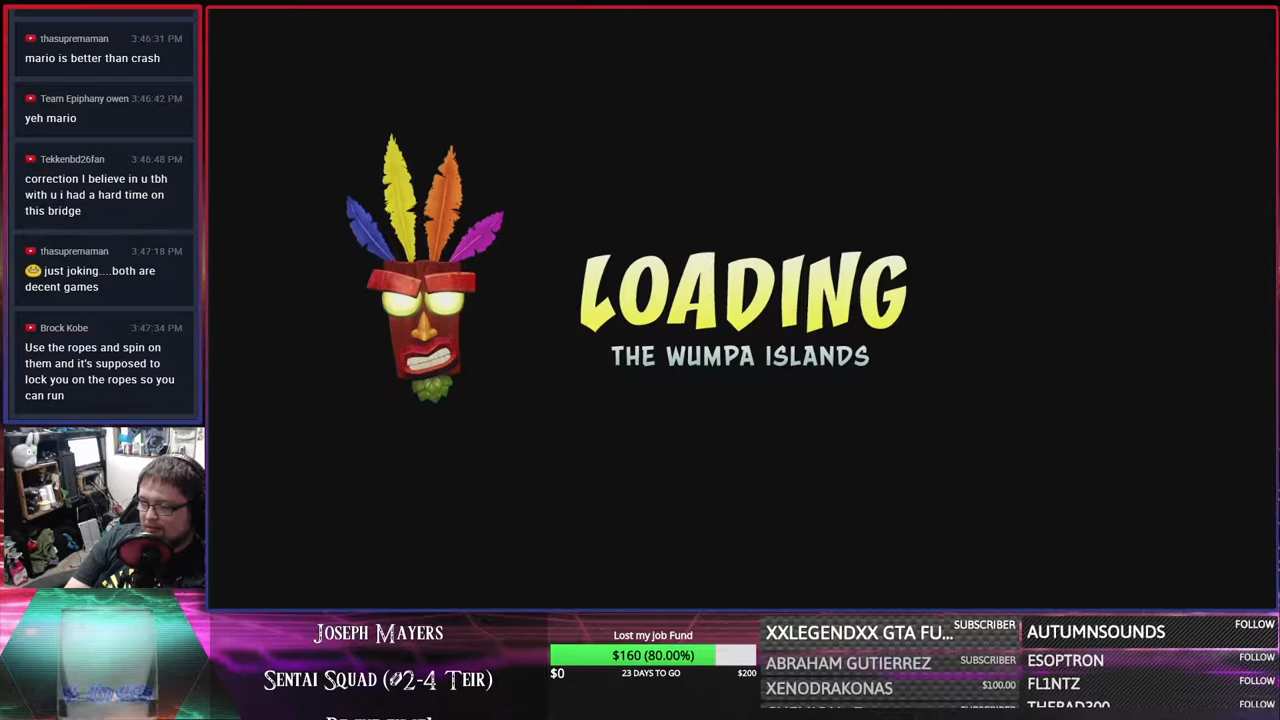 thasupremaman 3:46:31 PM
mario is better than crash
Team Epiphany owen 3:46:42 PM
yeh mario
Tekkenbd26fan 3:46:48 PM
correction I believe in u tbh
with u i had a hard time on
this bridge
thasupremaman 3:47:18 PM
just joking....both are
decent games
Brock Kobe 3:47:34 PM
Use the ropes and spin on
them and it's supposed to
lock you on the ropes so you
can run
LOADING
THE WUMPA ISLANDS
Joseph Mayers
Sentai Squad (#2-4 Teir)
Lost my job Fund
$160 (80.00%)
$0 23 DAYS TO GO $200
XXLEGENDXX GTA FU... SUBSCRIBER
ABRAHAM GUTIERREZ SUBSCRIBER
XENODRAKONAS $100.00
AUTUMNSOUNDS FOLLOW
ESOPTRON FOLLOW
FL1NTZ FOLLOW
THEBAD300 FOLLOW